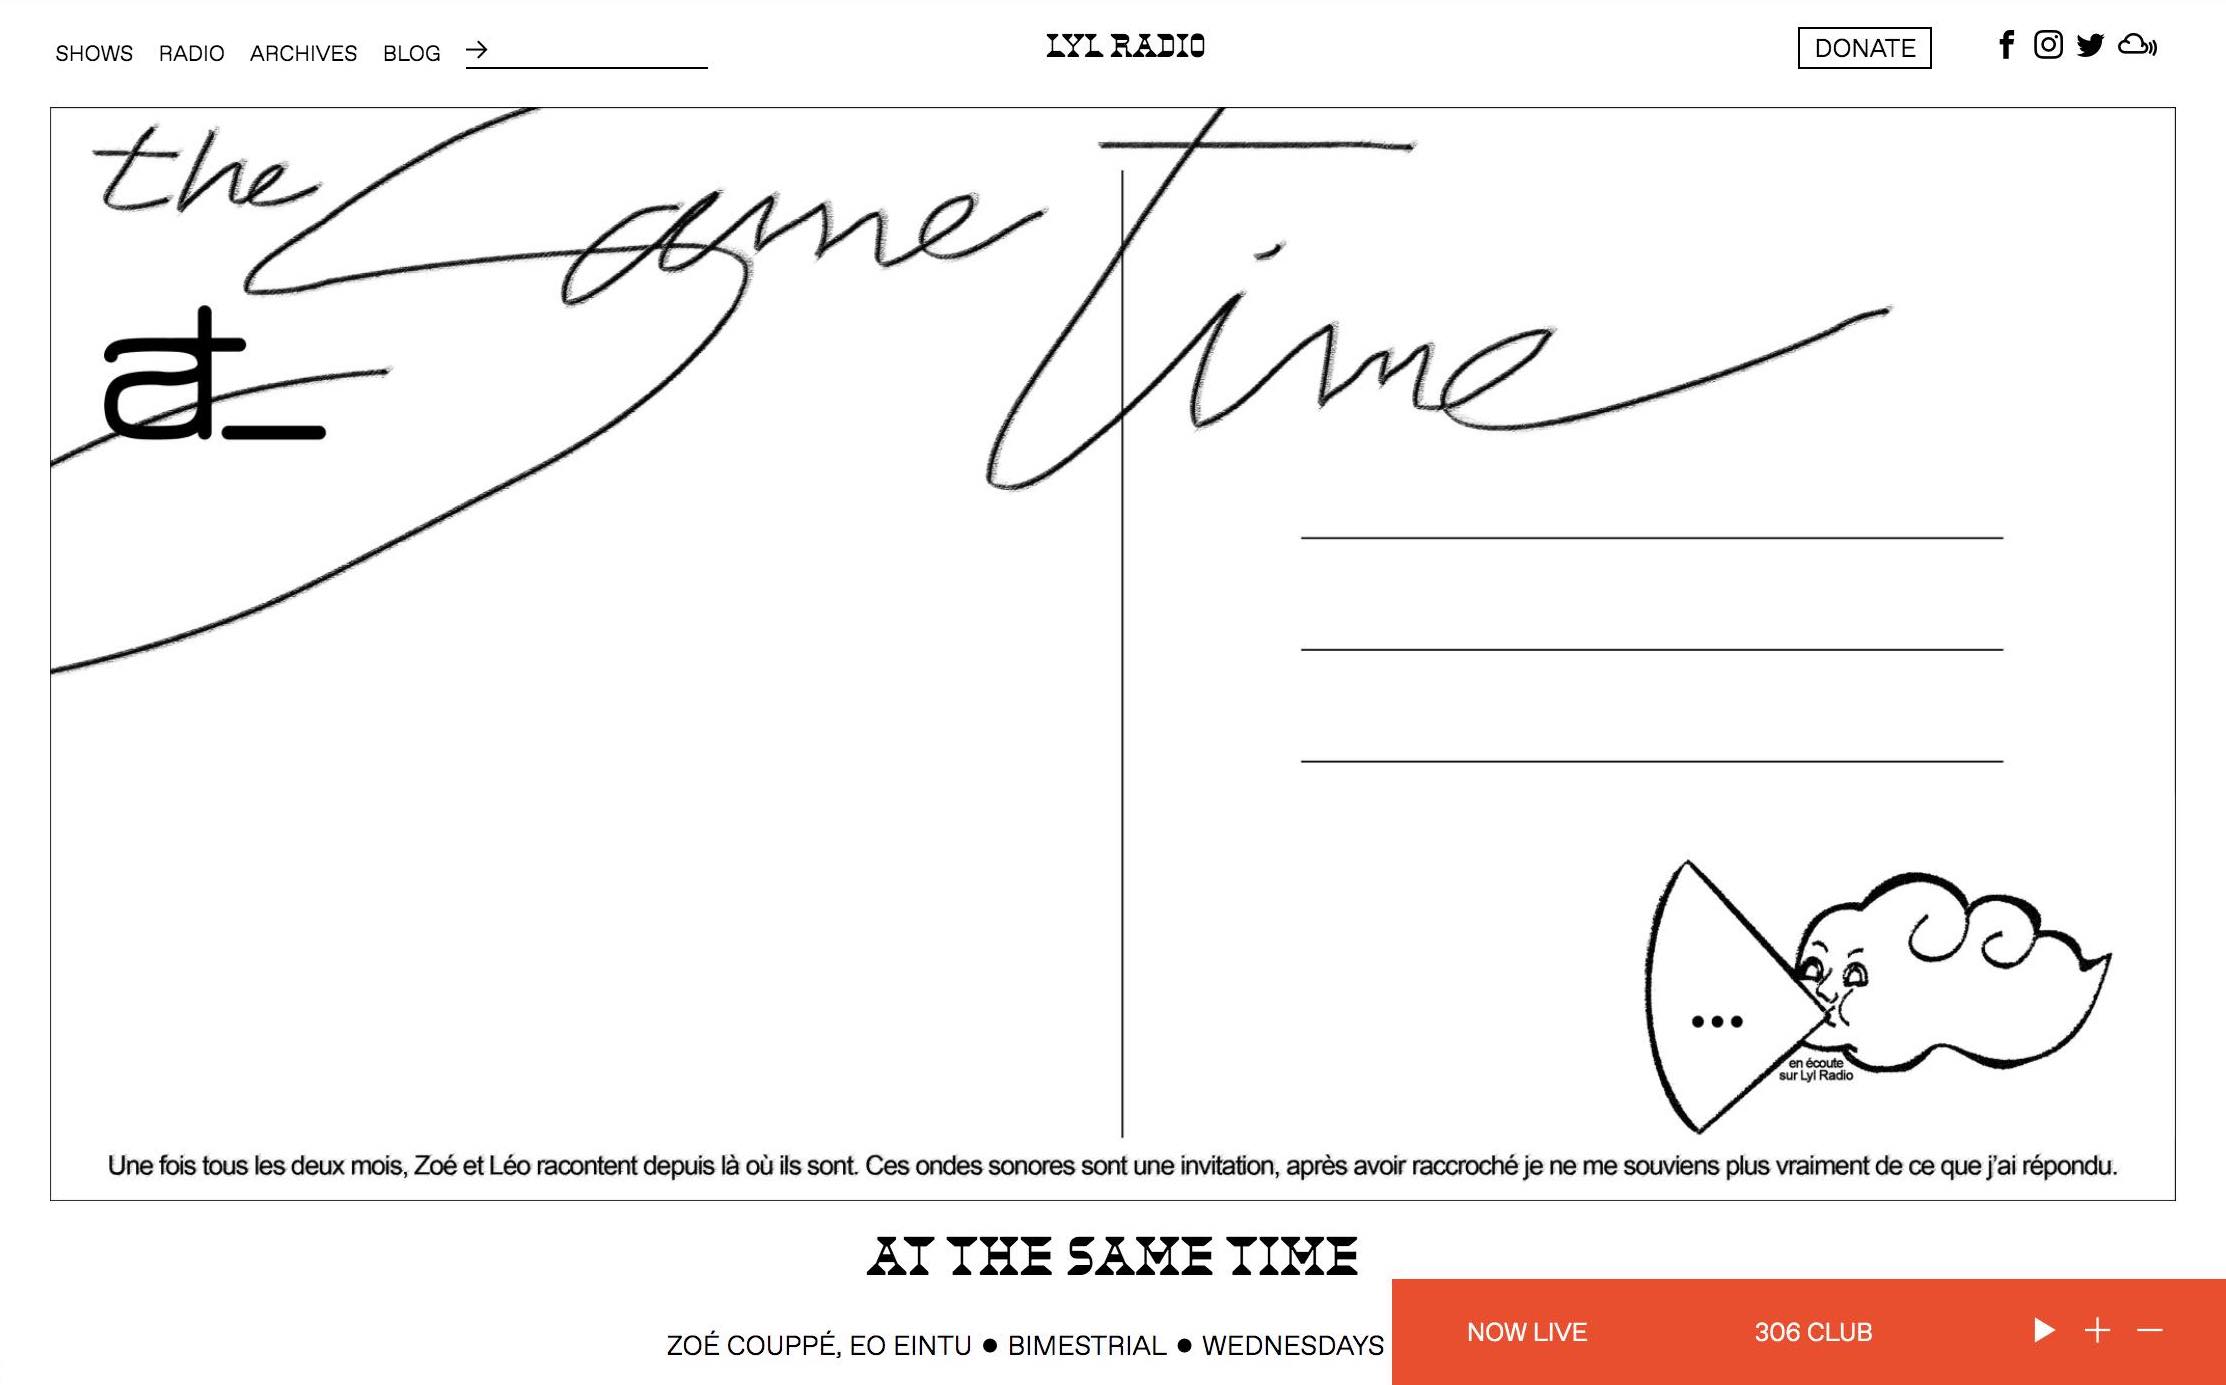 SHOWS RADIO ARCHIVES BLOG →
LYL RADIO
DONATE
the Same Time
at_
...
en écoute
sur Lyl Radio
Une fois tous les deux mois, Zoé et Léo racontent depuis là où ils sont. Ces ondes sonores sont une invitation, après avoir raccroché je ne me souviens plus vraiment de ce que j'ai répondu.
AT THE SAME TIME
ZOÉ COUPPÉ, EO EINTU ● BIMESTRIAL ● WEDNESDAYS
NOW LIVE 306 CLUB